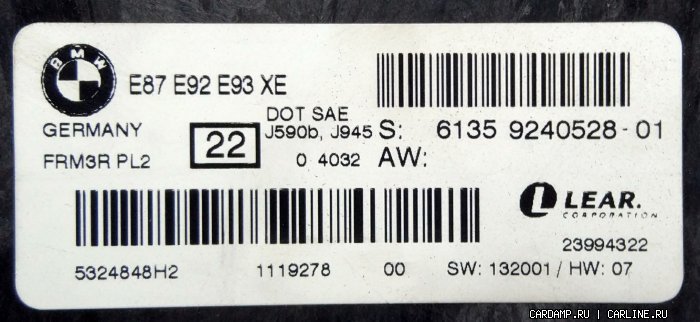 BMW
E87 E92 E93 XE
GERMANY
FRM3R PL2
22
DOT SAE
J590b, J945
0 4032
S: 6135 9240528-01
AW:
LEAR.
CORPORATION
23994322
5324848H2 1119278 00 SW: 132001 / HW: 07
CARDAMP.RU | CARLINE.RU